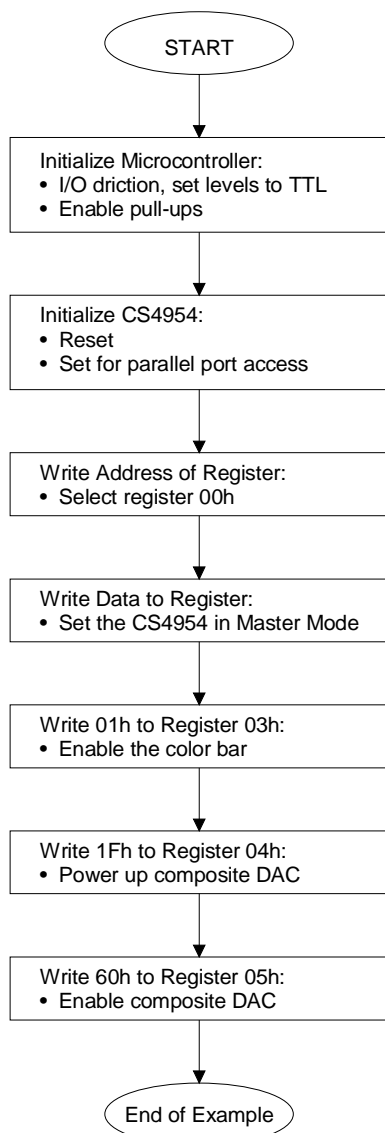 START
Initialize Microcontroller:
• I/O driction, set levels to TTL
• Enable pull-ups
Initialize CS4954:
• Reset
• Set for parallel port access
Write Address of Register:
• Select register 00h
Write Data to Register:
• Set the CS4954 in Master Mode
Write 01h to Register 03h:
• Enable the color bar
Write 1Fh to Register 04h:
• Power up composite DAC
Write 60h to Register 05h:
• Enable composite DAC
End of Example